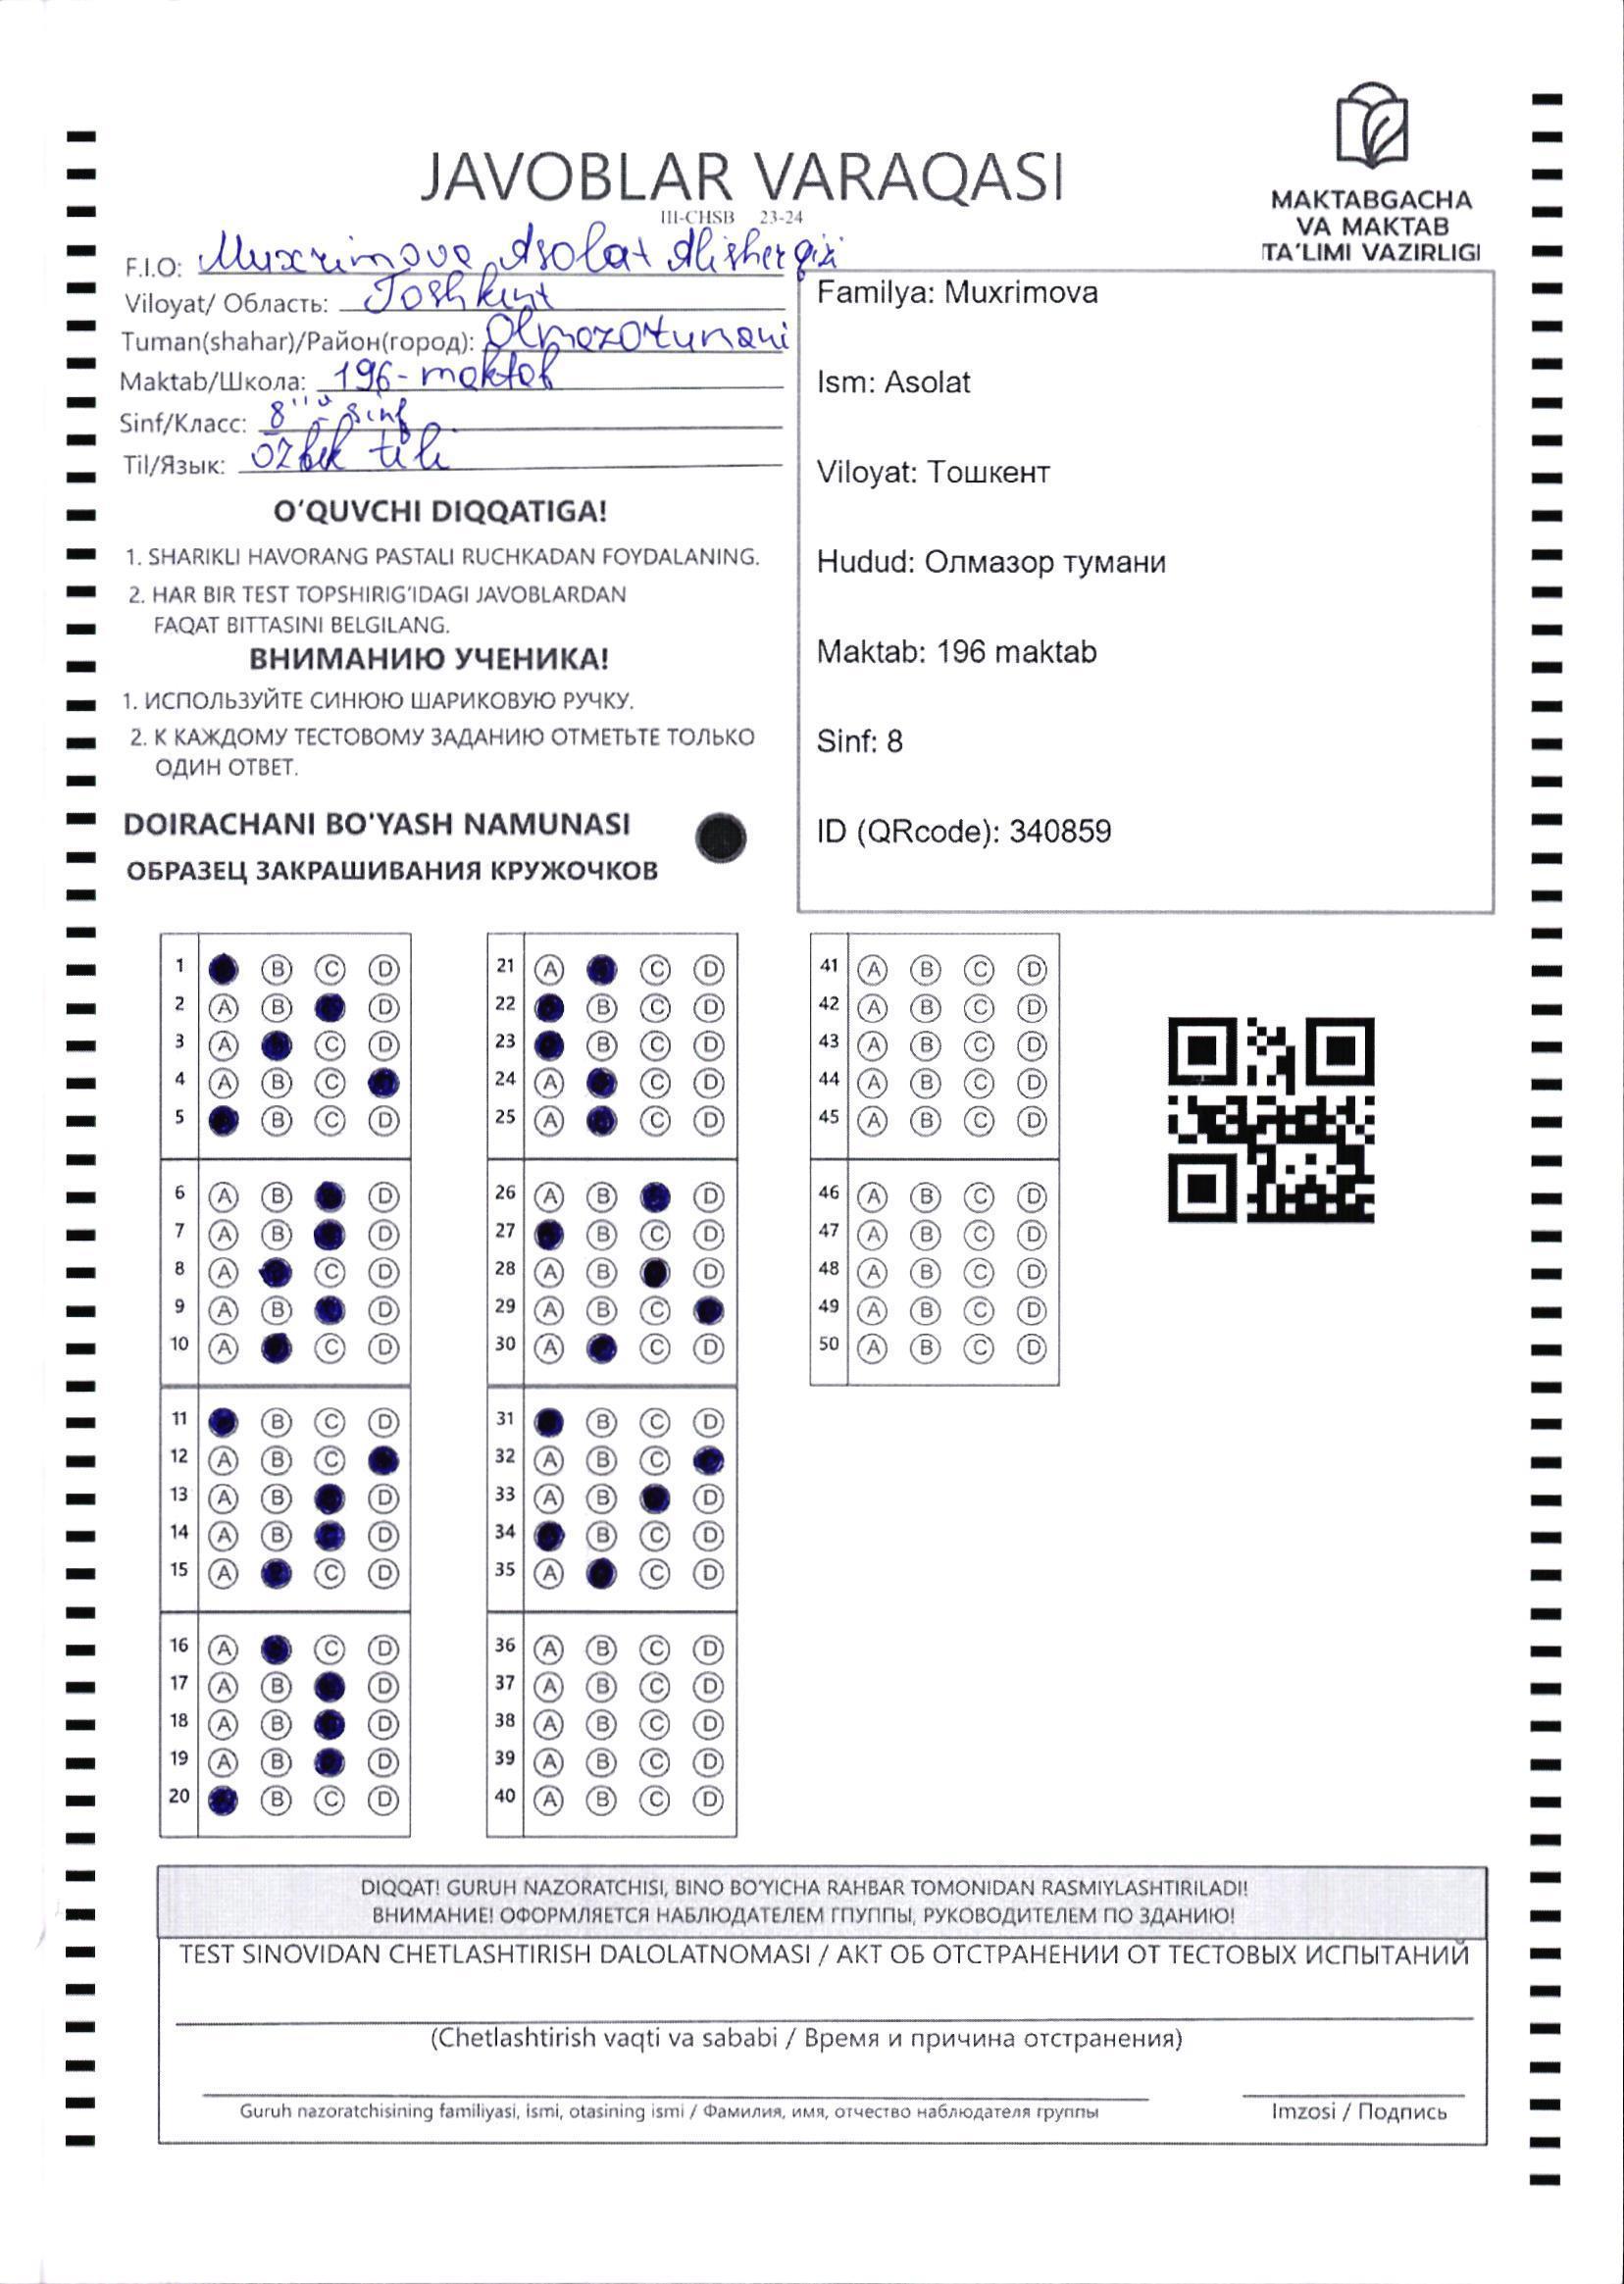 JAVOBLAR VARAQASI
III-CHSB 23-24
MAKTABGACHA
VA MAKTAB
TA'LIMI VAZIRLIGI
F.I.O: Muxrimova Asolat Alisher qizi
Viloyat/ Область: Toshkent
Tuman(shahar)/Район(город): Olmazor tumani
Maktab/Школа: 196-maktab
Sinf/Класс: 8 - sinf
Til/Язык: Ozbek tili
O'QUVCHI DIQQATIGA!
1. SHARIKLI HAVORANG PASTALI RUCHKADAN FOYDALANING.
2. HAR BIR TEST TOPSHIRIG'IDAGI JAVOBLARDAN
FAQAT BITTASINI BELGILANG.
ВНИМАНИЮ УЧЕНИКА!
1. ИСПОЛЬЗУЙТЕ СИНЮЮ ШАРИКОВУЮ РУЧКУ.
2. К КАЖДОМУ ТЕСТОВОМУ ЗАДАНИЮ ОТМЕТЬТЕ ТОЛЬКО
ОДИН ОТВЕТ.
DOIRACHANI BO'YASH NAMUNASI
ОБРАЗЕЦ ЗАКРАШИВАНИЯ КРУЖОЧКОВ
Familya: Muxrimova
Ism: Asolat
Viloyat: Тошкент
Hudud: Олмазор тумани
Maktab: 196 maktab
Sinf: 8
ID (QRcode): 340859
1 B C D
2 A B D
3 A C D
4 A B C
5 B C D
6 A B D
7 A B D
8 A C D
9 A B D
10 A C D
11 B C D
12 A B C
13 A B D
14 A B D
15 A C D
16 A C D
17 A B D
18 A B D
19 A B D
20 B C D
21 A C D
22 B C D
23 B C D
24 A C D
25 A C D
26 A B D
27 B C D
28 A B D
29 A B C
30 A C D
31 B C D
32 A B C
33 A B D
34 B C D
35 A C D
36 A B C D
37 A B C D
38 A B C D
39 A B C D
40 A B C D
41 A B C D
42 A B C D
43 A B C D
44 A B C D
45 A B C D
46 A B C D
47 A B C D
48 A B C D
49 A B C D
50 A B C D
DIQQAT! GURUH NAZORATCHISI, BINO BO'YICHA RAHBAR TOMONIDAN RASMIYLASHTIRILADI!
ВНИМАНИЕ! ОФОРМЛЯЕТСЯ НАБЛЮДАТЕЛЕМ ГПУППЫ, РУКОВОДИТЕЛЕМ ПО ЗДАНИЮ!
TEST SINOVIDAN CHETLASHTIRISH DALOLATNOMASI / АКТ ОБ ОТСТРАНЕНИИ ОТ ТЕСТОВЫХ ИСПЫТАНИЙ
(Chetlashtirish vaqti va sababi / Время и причина отстранения)
Guruh nazoratchisining familiyasi, ismi, otasining ismi / Фамилия, имя, отчество наблюдателя группы
Imzosi / Подпись